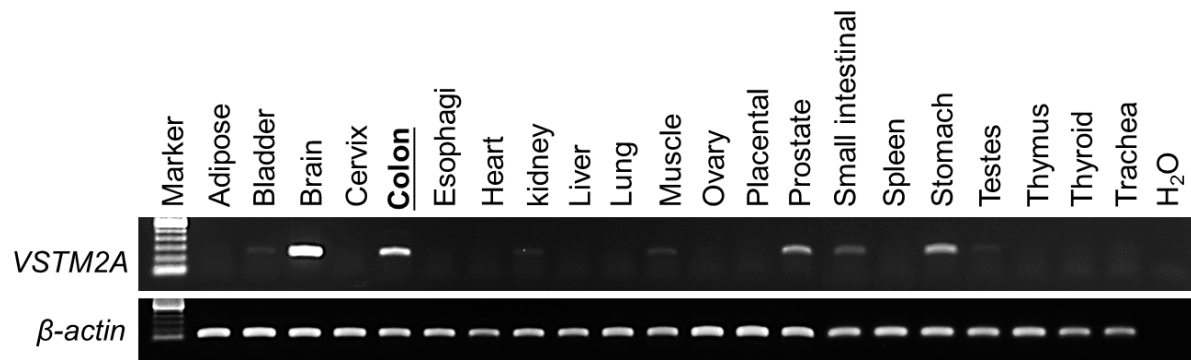 Marker
Adipose
Bladder
Brain
Cervix
Colon
Esophagi
Heart
kidney
Liver
Lung
Muscle
Ovary
Placental
Prostate
Small intestinal
Spleen
Stomach
Testes
Thymus
Thyroid
Trachea
H₂O
VSTM2A
β-actin